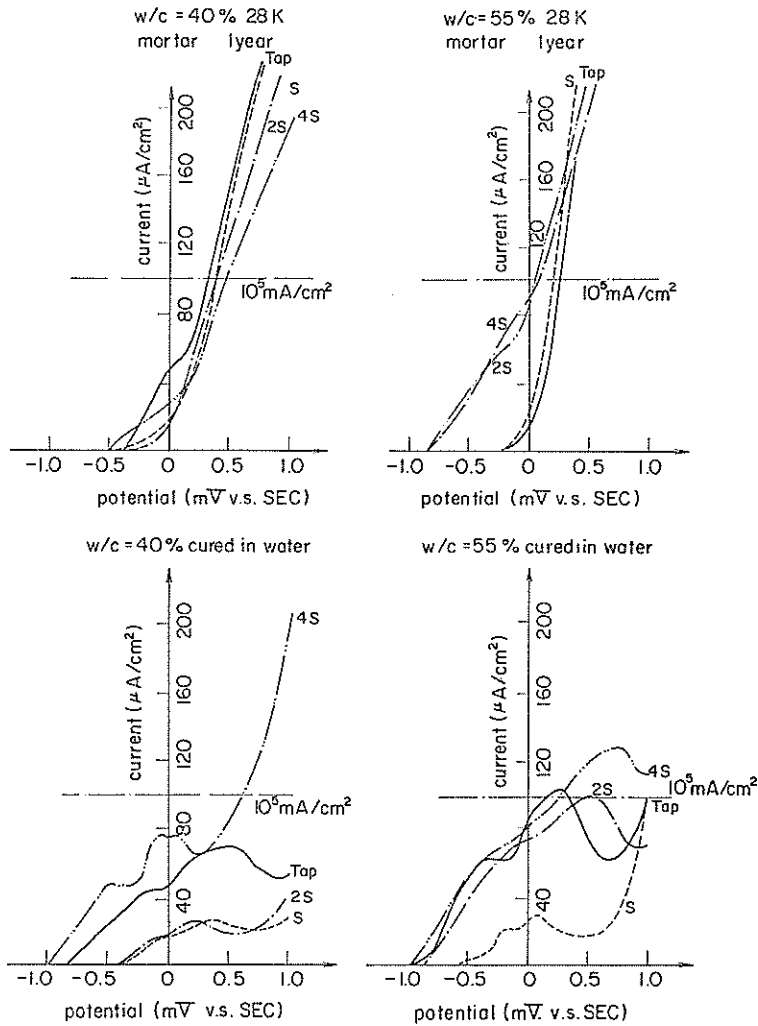 w/c = 40% 28K
mortar 1year
Tap
S
2S
4S
200
160
120
80
current (μA/cm²)
10⁵mA/cm²
-1.0 -0.5 0 0.5 1.0
potential (mV v.s. SEC)
w/c = 55% 28K
mortar 1year
S
Tap
200
160
120
current (μA/cm²)
10⁵mA/cm²
4S
2S
-1.0 -0.5 0 0.5 1.0
potential (mV v.s. SEC)
w/c = 40% cured in water
4S
200
160
120
80
40
current (μA/cm²)
10⁵mA/cm²
Tap
2S
S
-1.0 -0.5 0 0.5 1.0
potential (mV v.s. SEC)
w/c = 55% cured in water
200
160
120
40
current (μA/cm²)
4S
2S
10⁵mA/cm²
Tap
S
-1.0 -0.5 0 0.5 1.0
potential (mV. v.s. SEC)